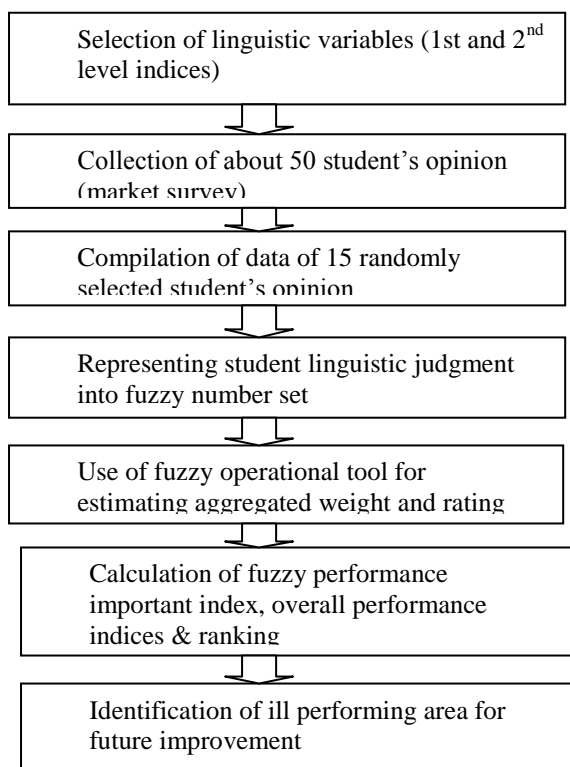 Selection of linguistic variables (1st and 2nd
level indices)
Collection of about 50 student’s opinion
(market survey)
Compilation of data of 15 randomly
selected student’s opinion
Representing student linguistic judgment
into fuzzy number set
Use of fuzzy operational tool for
estimating aggregated weight and rating
Calculation of fuzzy performance
important index, overall performance
indices & ranking
Identification of ill performing area for
future improvement